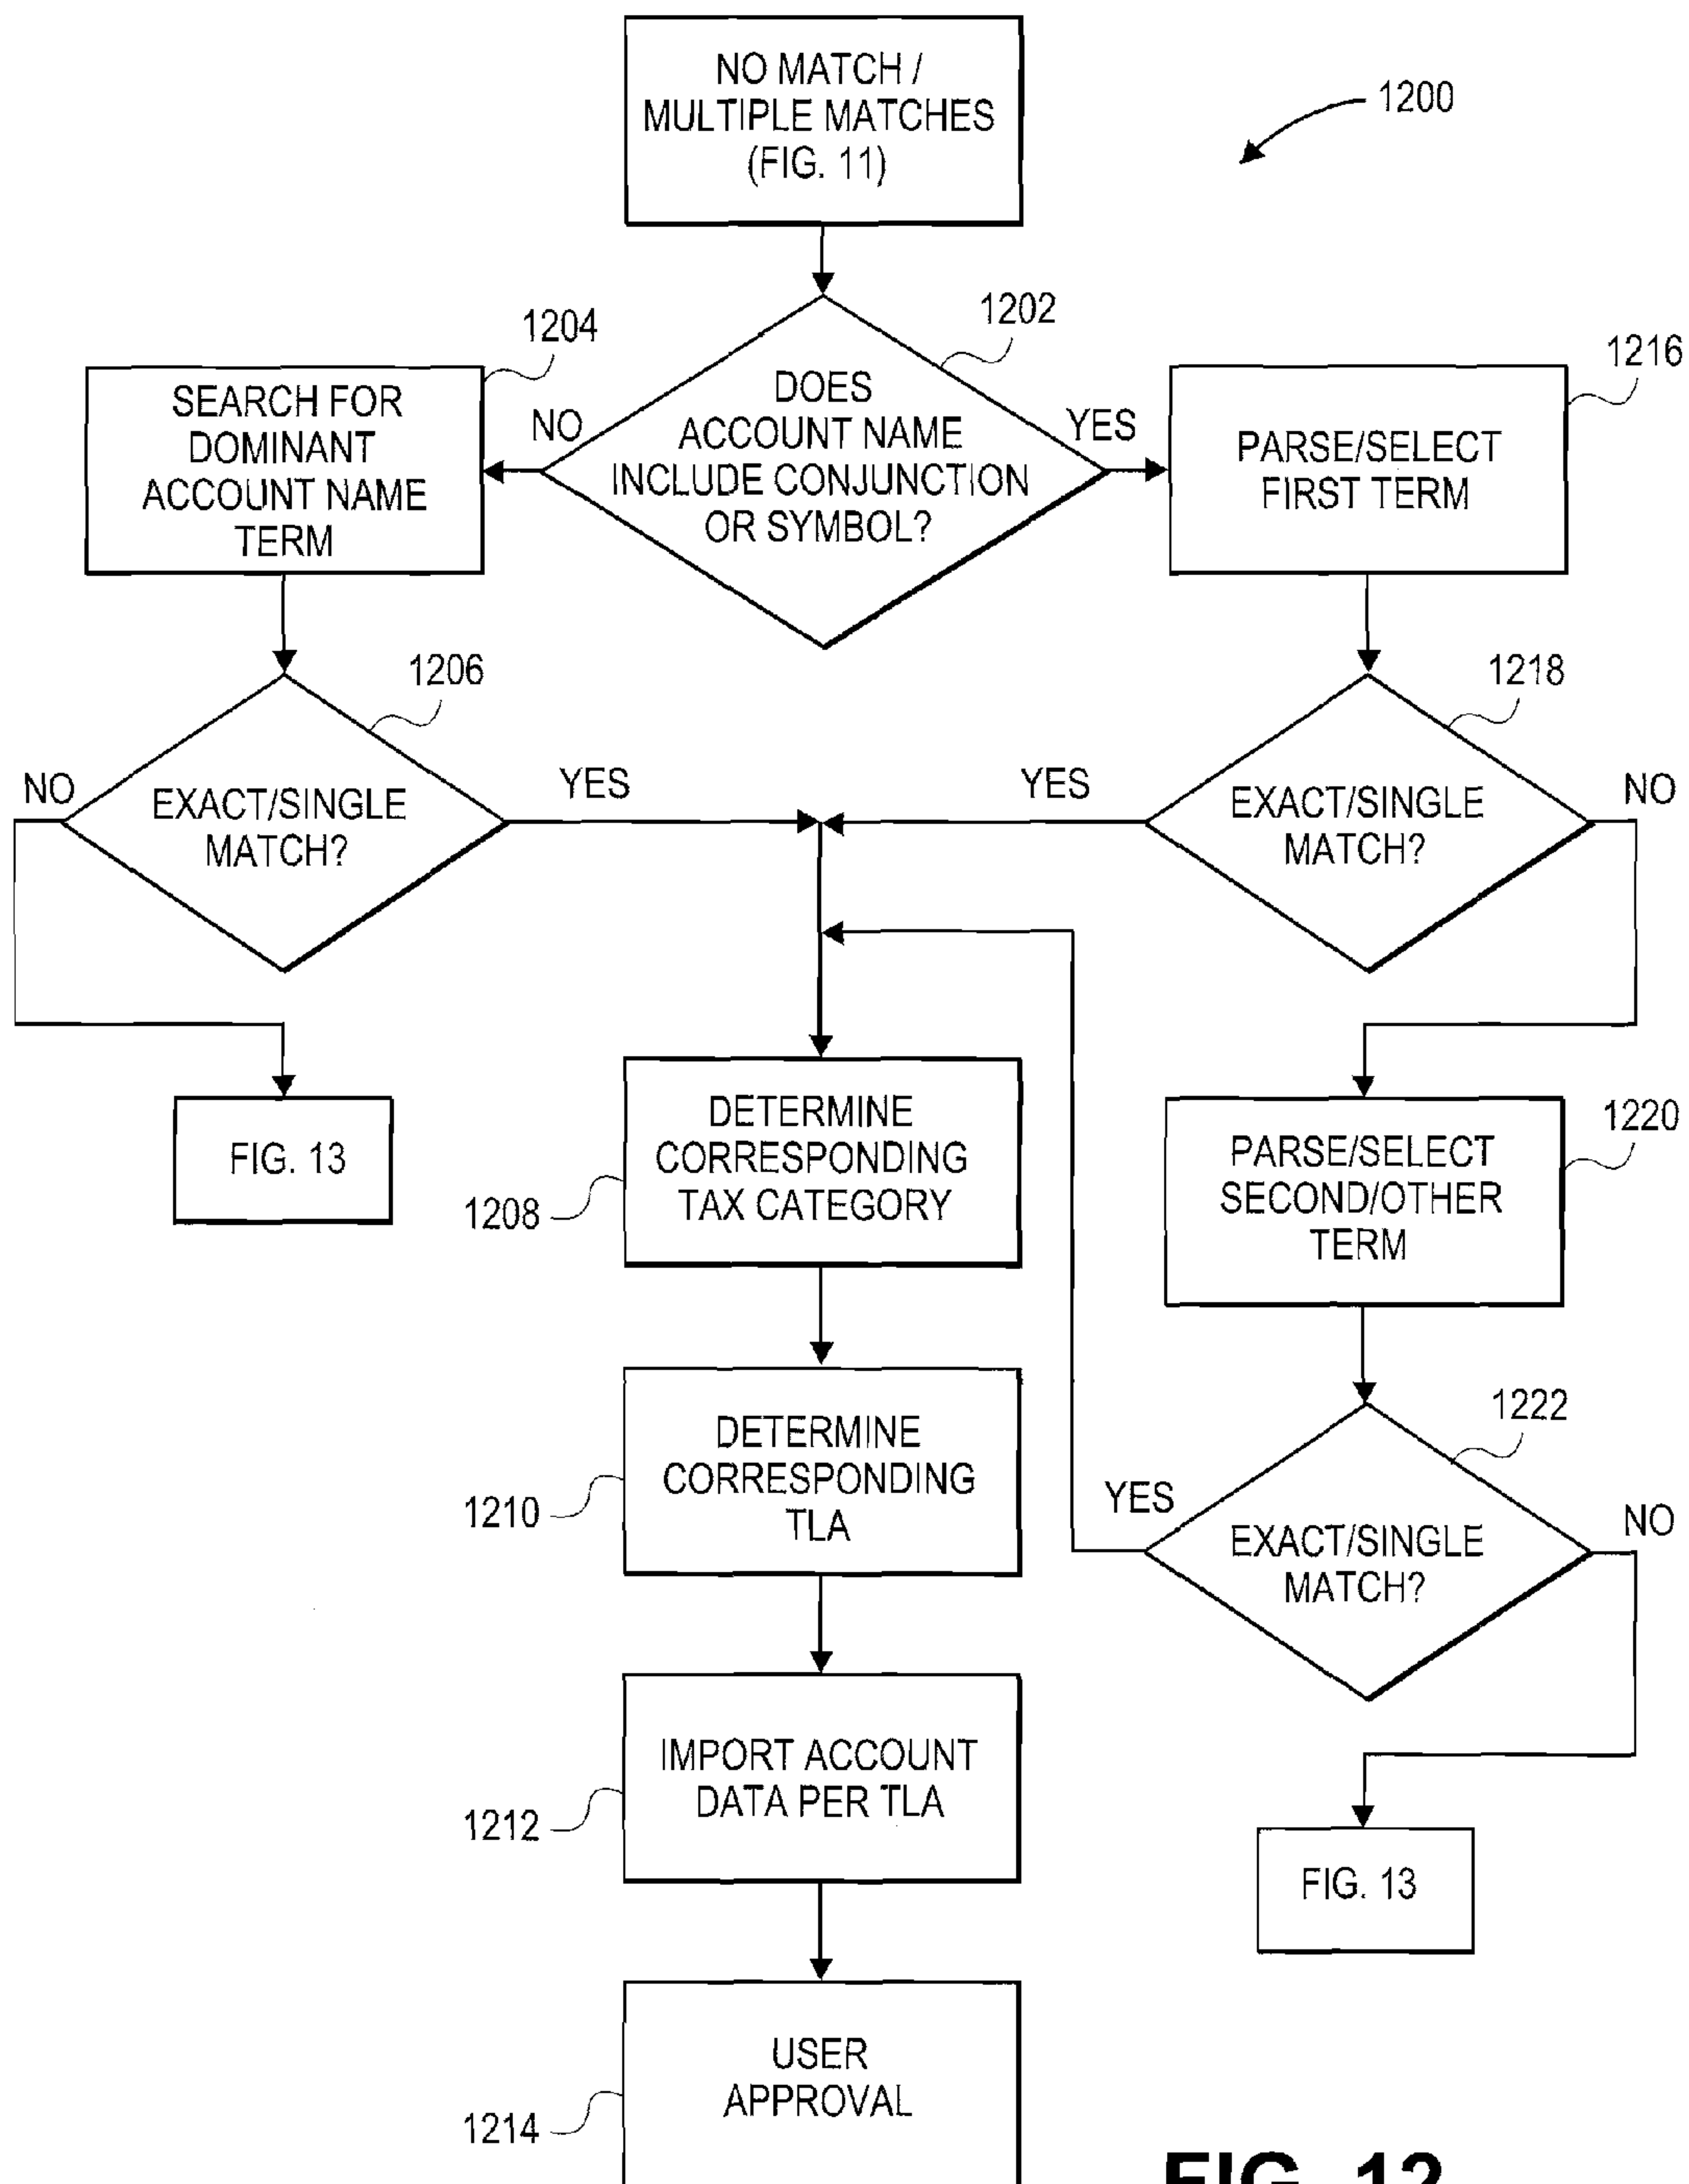 NO MATCH /
MULTIPLE MATCHES
(FIG. 11)
1200
1202
DOES
ACCOUNT NAME
INCLUDE CONJUNCTION
OR SYMBOL?
NO
YES
1204
SEARCH FOR
DOMINANT
ACCOUNT NAME
TERM
1216
PARSE/SELECT
FIRST TERM
1206
EXACT/SINGLE
MATCH?
NO
YES
1218
EXACT/SINGLE
MATCH?
YES
NO
FIG. 13
DETERMINE
CORRESPONDING
TAX CATEGORY
1208
1220
PARSE/SELECT
SECOND/OTHER
TERM
DETERMINE
CORRESPONDING
TLA
1210
1222
EXACT/SINGLE
MATCH?
YES
NO
IMPORT ACCOUNT
DATA PER TLA
1212
FIG. 13
USER
APPROVAL
1214
FIG. 12